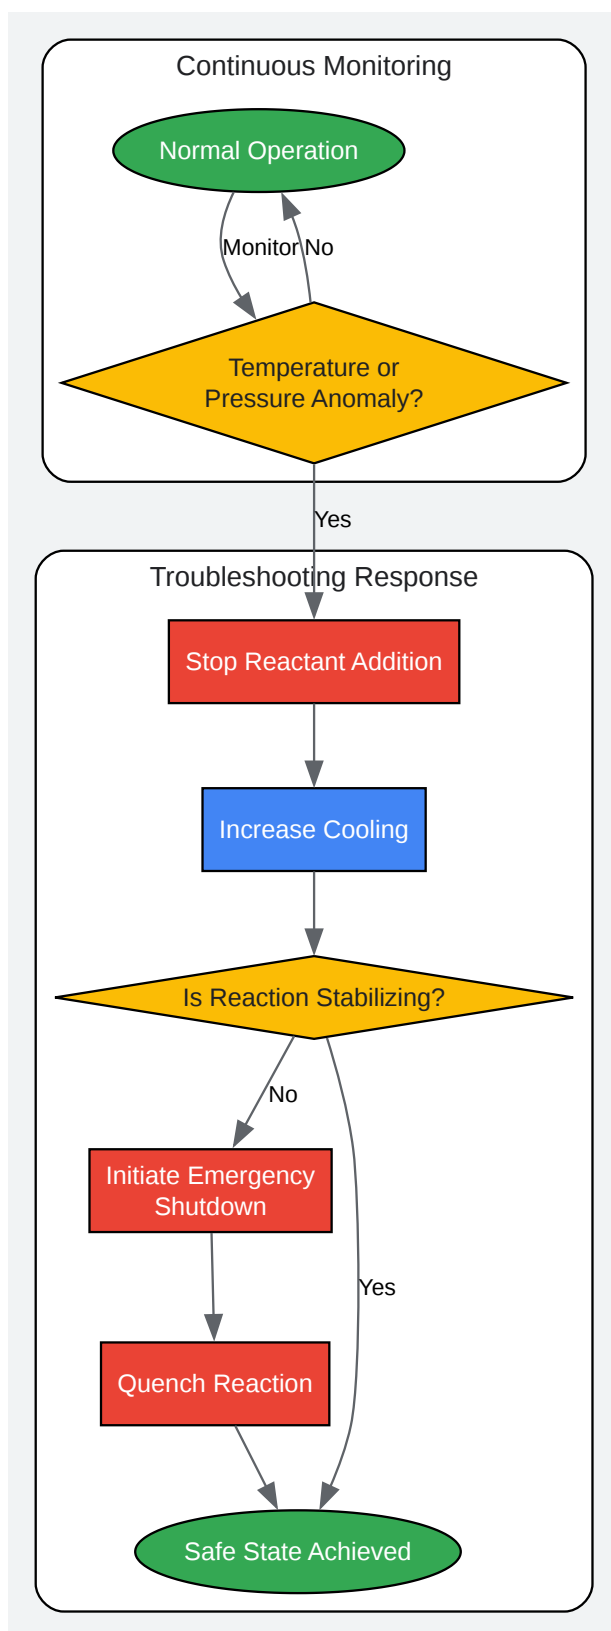 Continuous Monitoring
Normal Operation
Monitor No
Temperature or
Pressure Anomaly?
Yes
Troubleshooting Response
Stop Reactant Addition
Increase Cooling
Is Reaction Stabilizing?
No
Initiate Emergency
Shutdown
Yes
Quench Reaction
Safe State Achieved